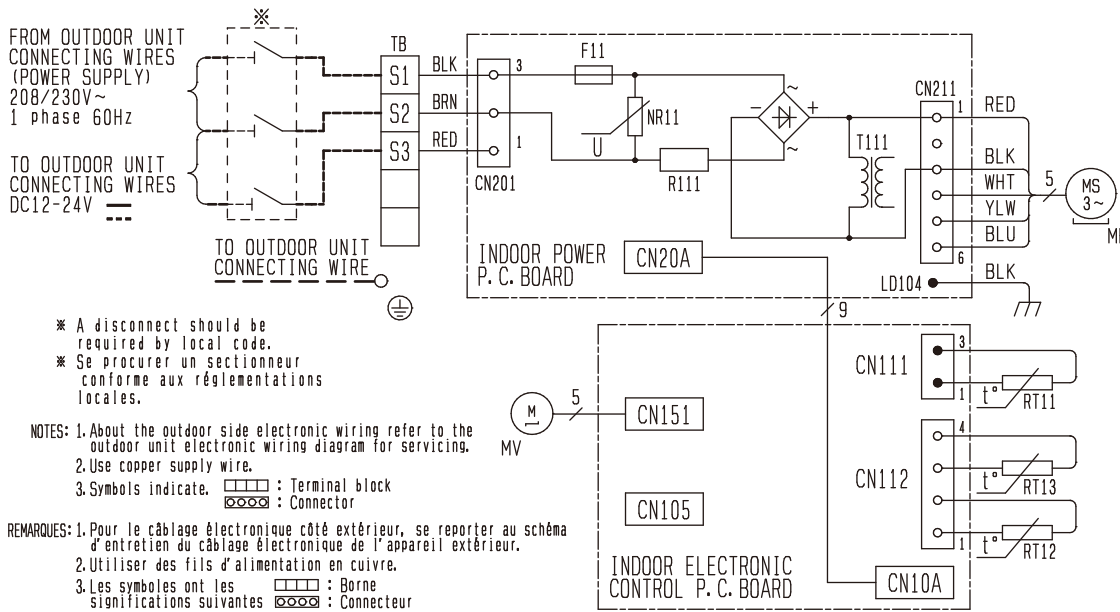 FROM OUTDOOR UNIT
CONNECTING WIRES
(POWER SUPPLY)
208/230V~
1 phase 60Hz
TO OUTDOOR UNIT
CONNECTING WIRES
DC12-24V
※
TB
S1
S2
S3
BLK
BRN
RED
3
1
CN201
F11
NR11
U
R111
~
-
+
~
T111
CN211
1
6
RED
BLK
WHT
YLW
BLU
5
MS
3~
LD104
BLK
TO OUTDOOR UNIT
CONNECTING WIRE
INDOOR POWER
P.C.BOARD
CN20A
9
※ A disconnect should be
required by local code.
※ Se procurer un sectionneur
conforme aux réglementations
locales.
M
MV
5
CN151
CN105
CN111
3
1
t°
RT11
CN112
4
1
t°
RT13
t°
RT12
INDOOR ELECTRONIC
CONTROL P.C.BOARD
CN10A
NOTES: 1. About the outdoor side electronic wiring refer to the
outdoor unit electronic wiring diagram for servicing.
2. Use copper supply wire.
3. Symbols indicate. : Terminal block
: Connector
REMARQUES: 1. Pour le câblage électronique côté extérieur, se reporter au schéma
d'entretien du câblage électronique de l'appareil extérieur.
2. Utiliser des fils d'alimentation en cuivre.
3. Les symboles ont les : Borne
significations suivantes : Connecteur